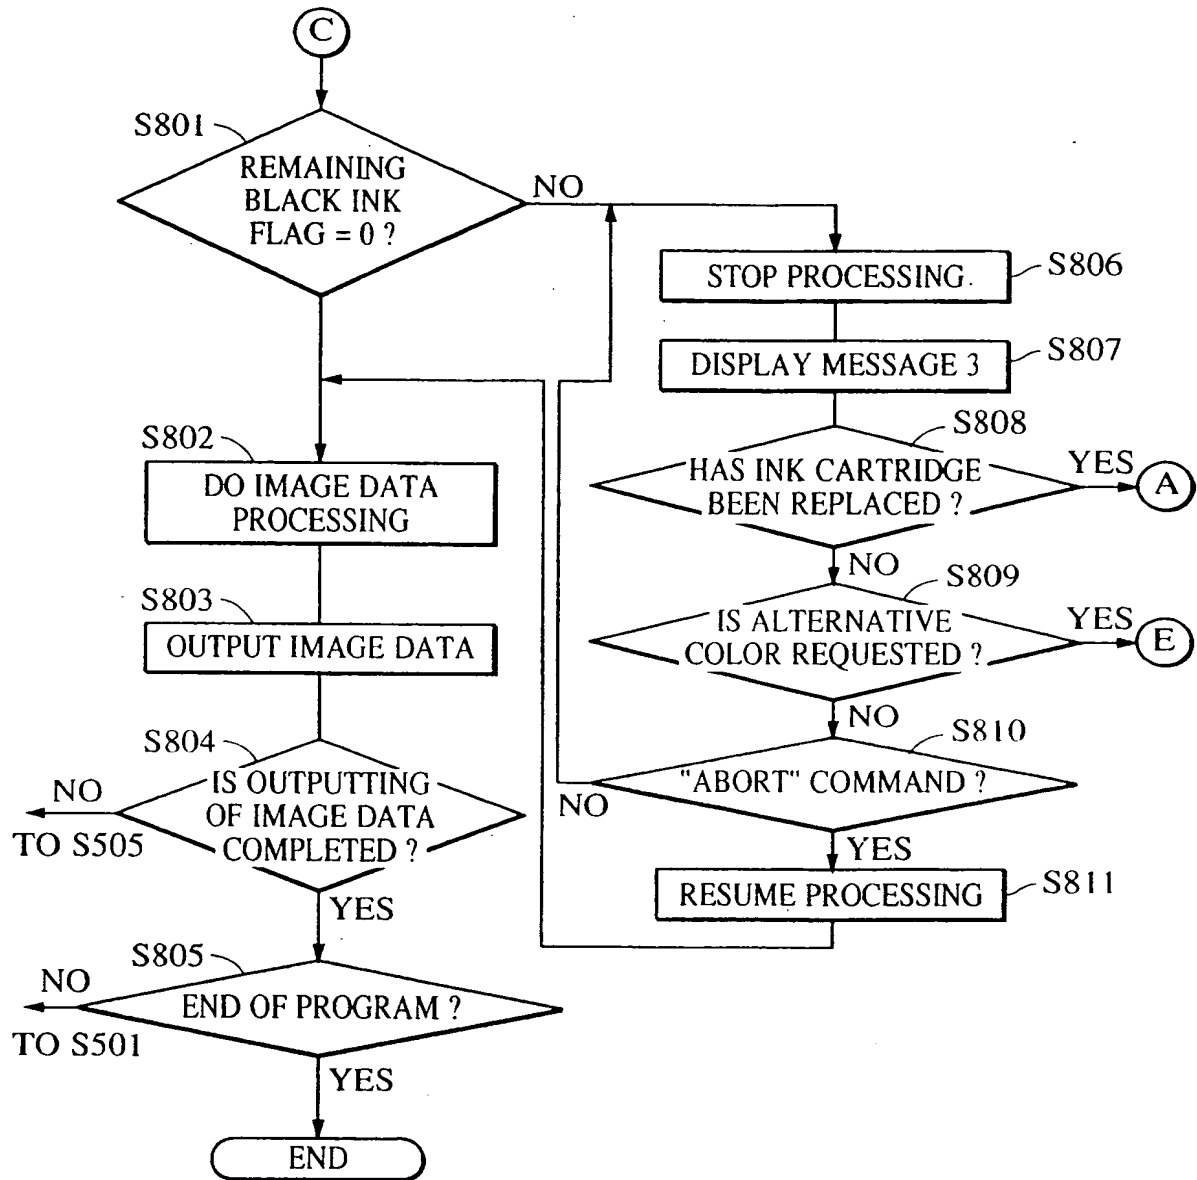 C
S801
REMAINING
BLACK INK
FLAG = 0 ?
NO
STOP PROCESSING.
S806
DISPLAY MESSAGE 3
S807
S808
HAS INK CARTRIDGE
BEEN REPLACED ?
YES
A
NO
S809
IS ALTERNATIVE
COLOR REQUESTED ?
YES
E
NO
S810
"ABORT" COMMAND ?
NO
YES
RESUME PROCESSING
S811
S802
DO IMAGE DATA
PROCESSING
S803
OUTPUT IMAGE DATA
S804
IS OUTPUTTING
OF IMAGE DATA
COMPLETED ?
NO
TO S505
YES
S805
END OF PROGRAM ?
NO
TO S501
YES
END